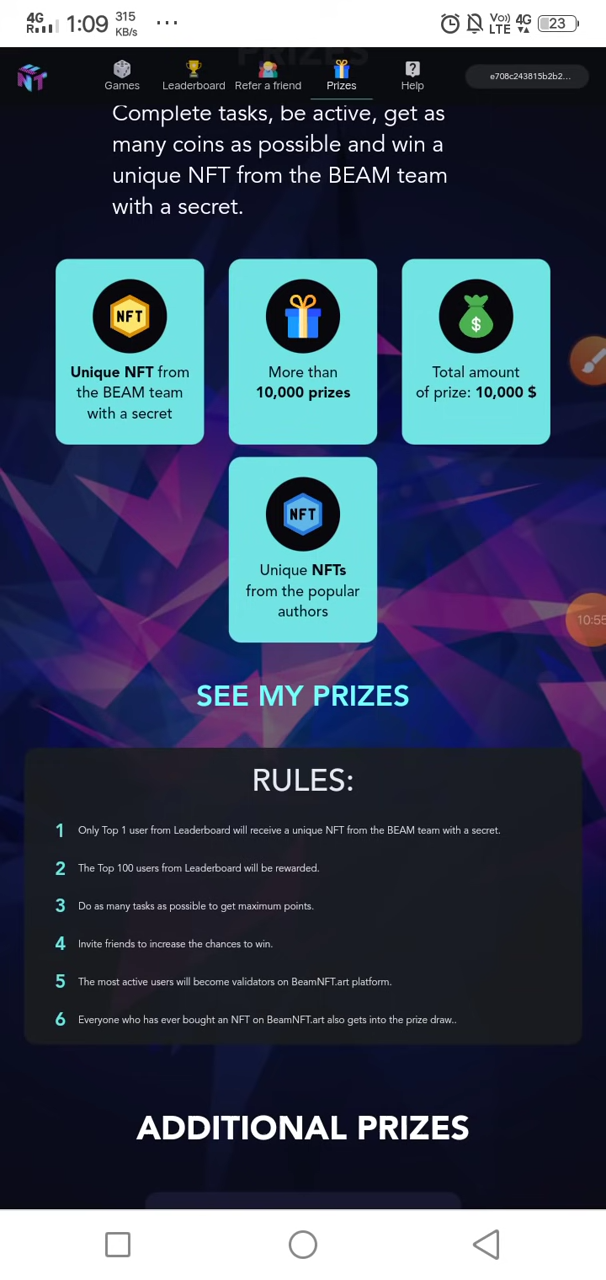 4G
R
1:09
315
KB/s
...
Vo))
LTE
4G
23
PRIZES
NT
Games
Leaderboard
Refer a friend
Prizes
Help
e708c243815b2b2...
Complete tasks, be active, get as
many coins as possible and win a
unique NFT from the BEAM team
with a secret.
NFT
Unique NFT from
the BEAM team
with a secret
More than
10,000 prizes
$
Total amount
of prize: 10,000 $
NFT
Unique NFTs
from the popular
authors
10:55
SEE MY PRIZES
RULES:
1 Only Top 1 user from Leaderboard will receive a unique NFT from the BEAM team with a secret.
2 The Top 100 users from Leaderboard will be rewarded.
3 Do as many tasks as possible to get maximum points.
4 Invite friends to increase the chances to win.
5 The most active users will become validators on BeamNFT.art platform.
6 Everyone who has ever bought an NFT on BeamNFT.art also gets into the prize draw..
ADDITIONAL PRIZES